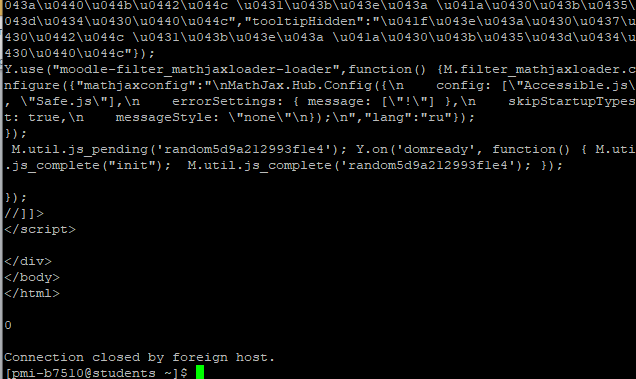 043a\u0440\u044b\u0442\u044c \u0431\u043b\u043e\u043a \u041a\u0430\u043b\u0435\u
043d\u0434\u0430\u0440\u044c","tooltipHidden":"\u041f\u043e\u043a\u0430\u0437\u0
430\u0442\u044c \u0431\u043b\u043e\u043a \u041a\u0430\u043b\u0435\u043d\u0434\u0
430\u0440\u044c"});
Y.use("moodle-filter_mathjaxloader-loader",function() {M.filter_mathjaxloader.co
nfigure({"mathjaxconfig":"\nMathJax.Hub.Config({\n    config: [\"Accessible.js\"
, \"Safe.js\"],\n    errorSettings: { message: [\"!\"] },\n    skipStartupTypese
t: true,\n    messageStyle: \"none\"\n});\n","lang":"ru"});
});
 M.util.js_pending('random5d9a212993f1e4'); Y.on('domready', function() { M.util
.js_complete("init");  M.util.js_complete('random5d9a212993f1e4'); });

});
//]]>
</script>

</div>
</body>
</html>

0

Connection closed by foreign host.
[pmi-b7510@students ~]$